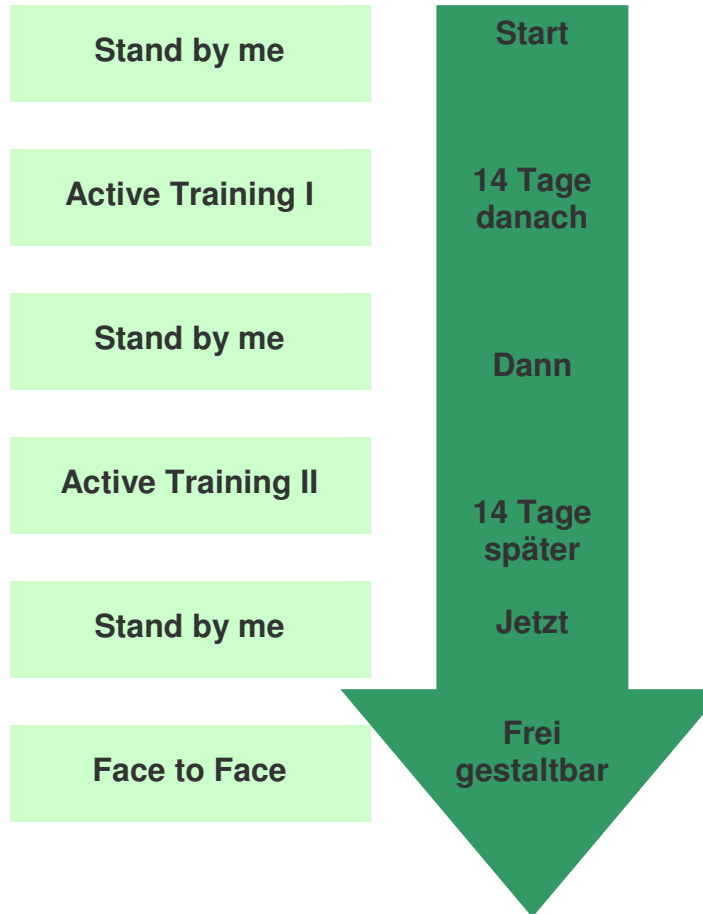 Stand by me
Start
Active Training I
14 Tage
danach
Stand by me
Dann
Active Training II
14 Tage
später
Stand by me
Jetzt
Face to Face
Frei
gestaltbar